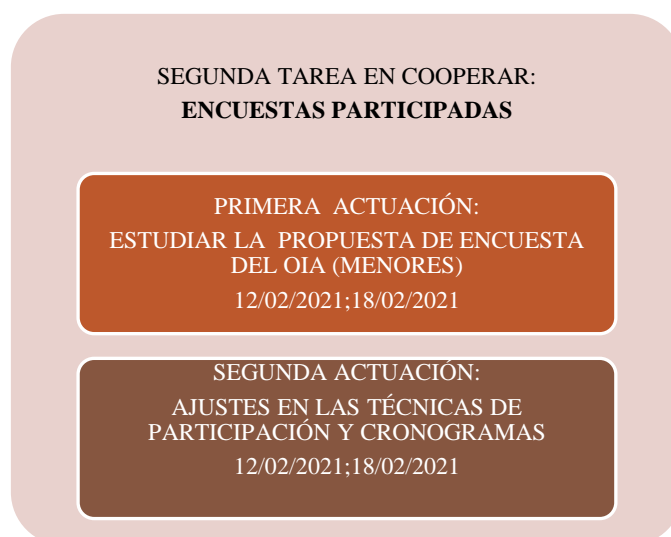 SEGUNDA TAREA EN COOPERAR:
ENCUESTAS PARTICIPADAS
PRIMERA ACTUACIÓN:
ESTUDIAR LA PROPUESTA DE ENCUESTA
DEL OIA (MENORES)
12/02/2021;18/02/2021
SEGUNDA ACTUACIÓN:
AJUSTES EN LAS TÉCNICAS DE
PARTICIPACIÓN Y CRONOGRAMAS
12/02/2021;18/02/2021